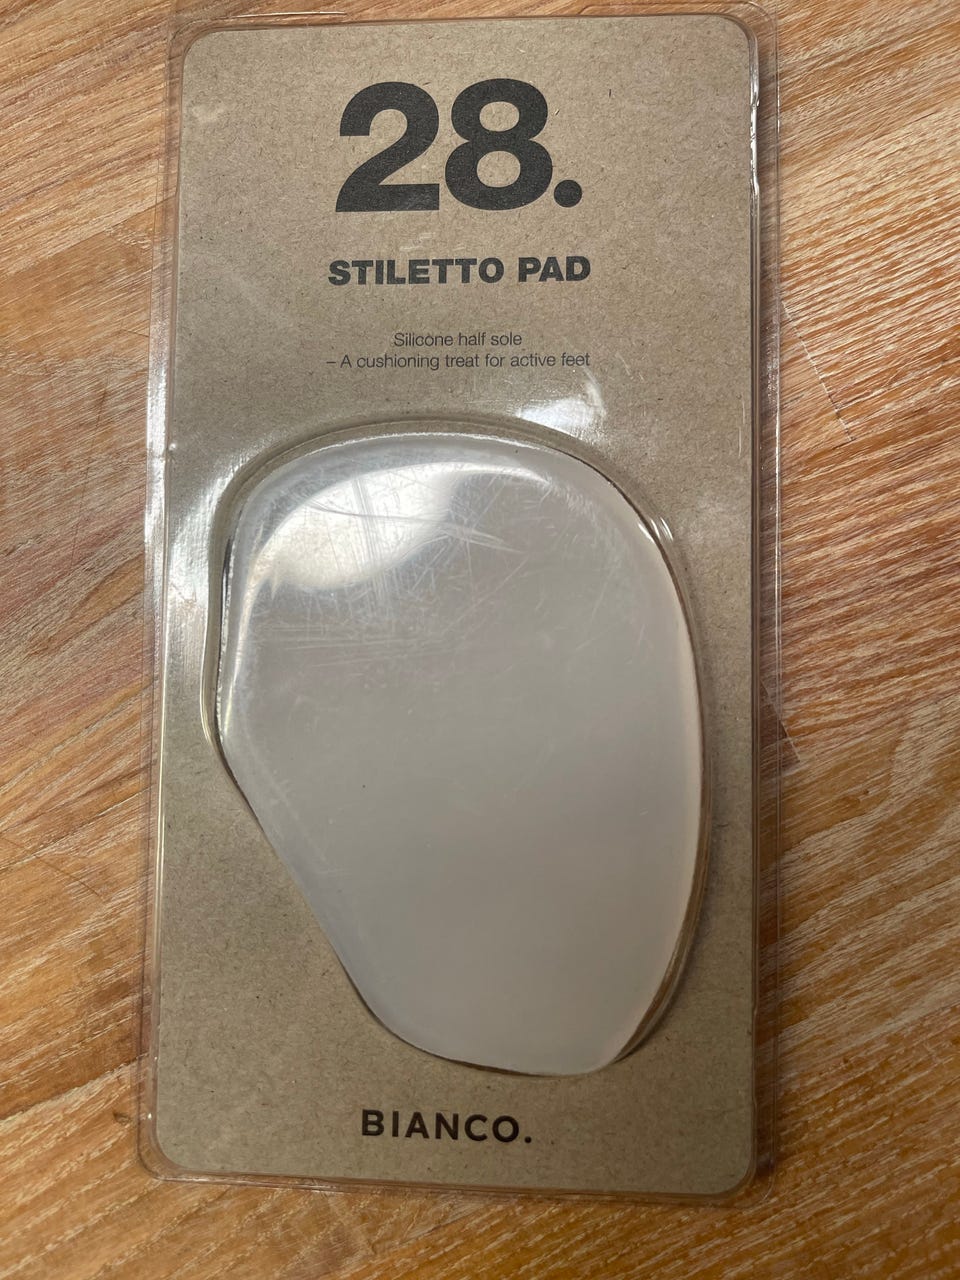 28.
STILETTO PAD
Silicone half sole
– A cushioning treat for active feet
BIANCO.